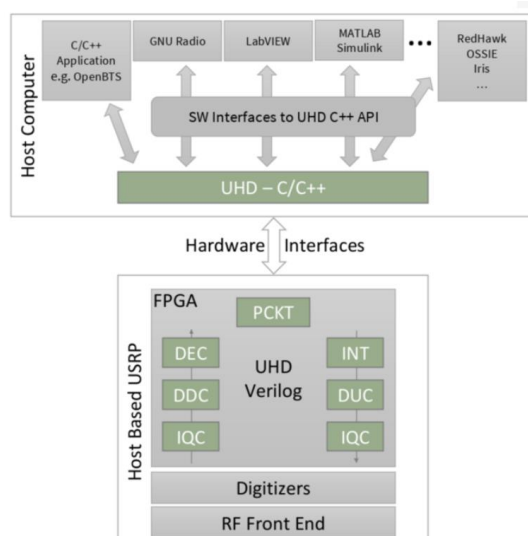 Host Computer
C/C++
Application
e.g. OpenBTS
GNU Radio
LabVIEW
MATLAB
Simulink
•••
RedHawk
OSSIE
Iris
...
SW Interfaces to UHD C++ API
UHD – C/C++
Hardware Interfaces
Host Based USRP
FPGA
PCKT
DEC
INT
UHD
Verilog
DDC
DUC
IQC
IQC
Digitizers
RF Front End